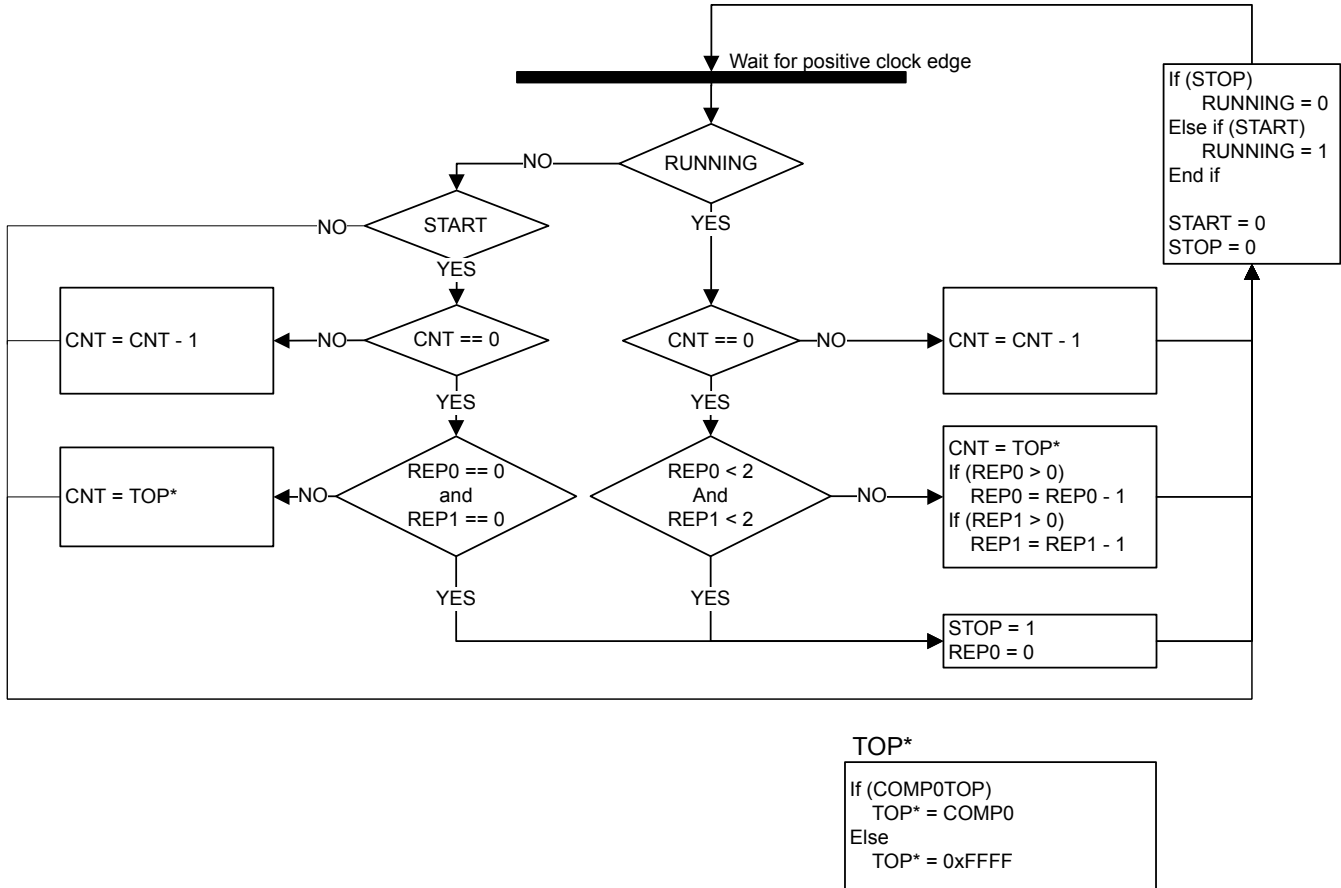 Wait for positive clock edge
If (STOP)
RUNNING = 0
Else if (START)
RUNNING = 1
End if
START = 0
STOP = 0
RUNNING
NO
YES
START
NO
YES
CNT == 0
NO
CNT = CNT - 1
YES
CNT == 0
NO
CNT = CNT - 1
YES
REP0 == 0
and
REP1 == 0
NO
CNT = TOP*
YES
REP0 < 2
And
REP1 < 2
NO
CNT = TOP*
If (REP0 > 0)
REP0 = REP0 - 1
If (REP1 > 0)
REP1 = REP1 - 1
YES
STOP = 1
REP0 = 0
TOP*
If (COMP0TOP)
TOP* = COMP0
Else
TOP* = 0xFFFF